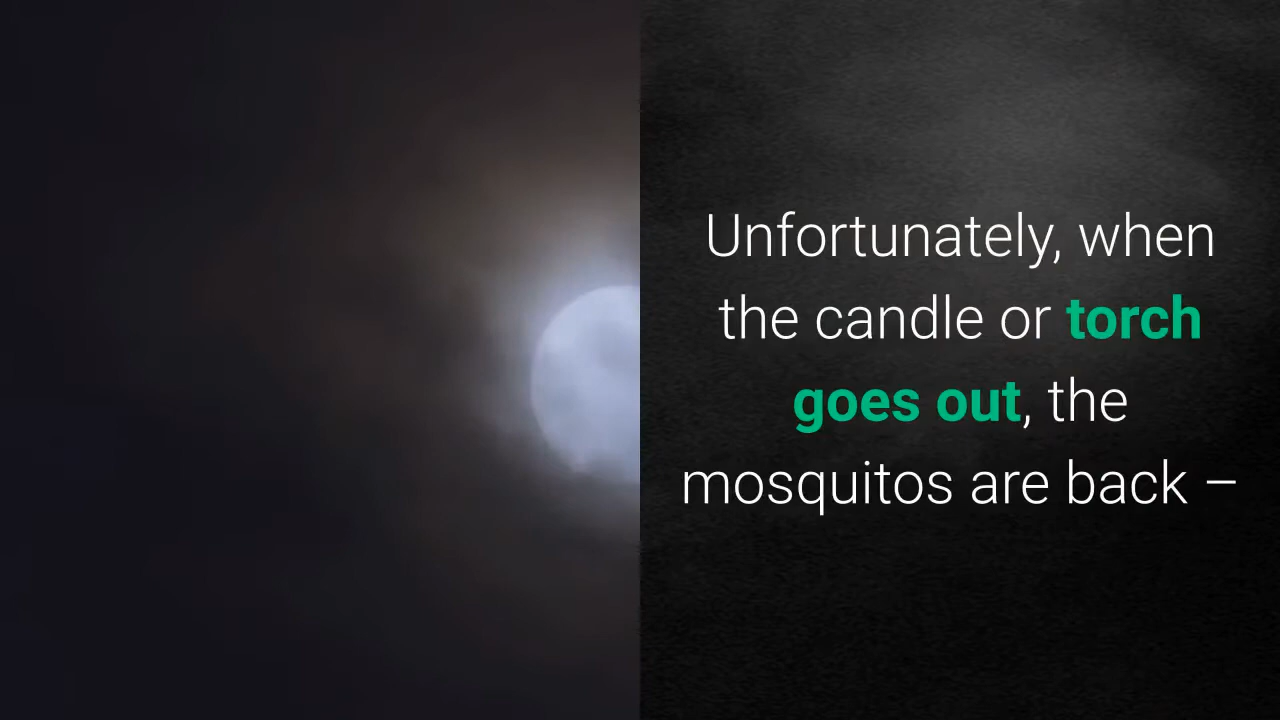 Unfortunately, when
the candle or torch
goes out, the
mosquitos are back –